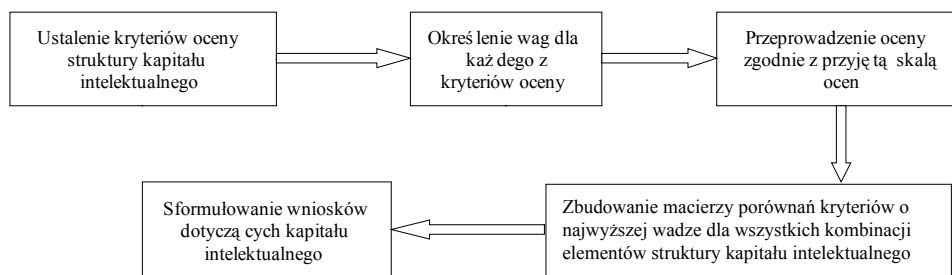 Ustalenie kryteriów oceny
struktury kapitału
intelektualnego
Okreś lenie wag dla
każ dego z
kryteriów oceny
Przeprowadzenie oceny
zgodnie z przyję tą skalą
ocen
Zbudowanie macierzy porównań kryteriów o
najwyższej wadze dla wszystkich kombinacji
elementów struktury kapitału intelektualnego
Sformułowanie wniosków
dotyczą cych kapitału
intelektualnego